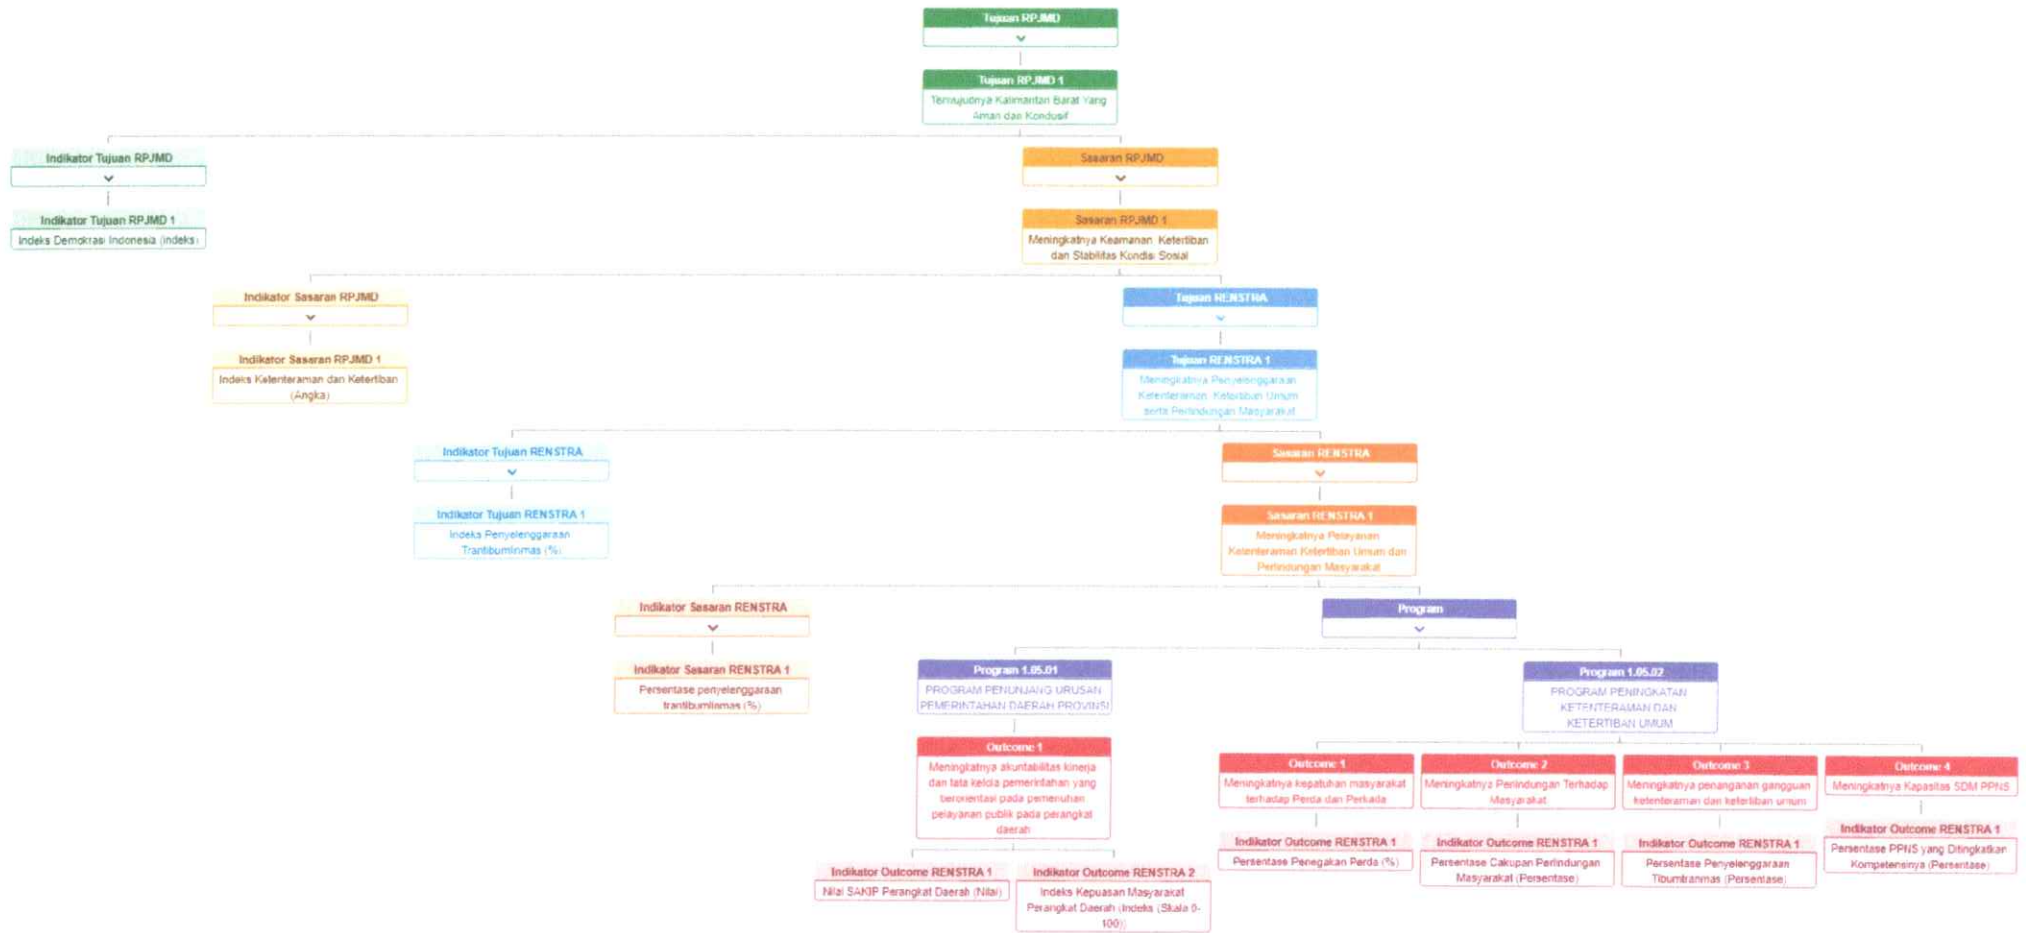 Tujuan RPJMD
Tujuan RPJMD 1
Terwujudnya Kalimantan Barat Yang
Aman dan Kondusif
Indikator Tujuan RPJMD
Indikator Tujuan RPJMD 1
Indeks Demokrasi Indonesia (indeks)
Sasaran RPJMD
Sasaran RPJMD 1
Meningkatnya Keamanan Ketertiban
dan Stabilitas Kondisi Sosial
Indikator Sasaran RPJMD
Indikator Sasaran RPJMD 1
Indeks Ketenteraman dan Ketertiban
(Angka)
Tujuan RENSTRA
Tujuan RENSTRA 1
Meningkatnya Penyelenggaraan
Ketenteraman Ketertiban Umum
serta Perlindungan Masyarakat
Indikator Tujuan RENSTRA
Indikator Tujuan RENSTRA 1
Indeks Penyelenggaraan
Trantibumlinmas (%)
Sasaran RENSTRA
Sasaran RENSTRA 1
Meningkatnya Pelayanan
Ketenteraman Ketertiban Umum dan
Perlindungan Masyarakat
Indikator Sasaran RENSTRA
Indikator Sasaran RENSTRA 1
Persentase penyelenggaraan
trantibumlinmas (%)
Program
Program 1.05.01
PROGRAM PENUNJANG URUSAN
PEMERINTAHAN DAERAH PROVINSI
Outcome 1
Meningkatnya akuntabilitas kinerja
dan tata kelola pemerintahan yang
berorientasi pada pemenuhan
pelayanan publik pada perangkat
daerah
Indikator Outcome RENSTRA 1
Nilai SAKIP Perangkat Daerah (Nilai)
Indikator Outcome RENSTRA 2
Indeks Kepuasan Masyarakat
Perangkat Daerah (Indeks (Skala 0-
100))
Program 1.05.02
PROGRAM PENINGKATAN
KETENTERAMAN DAN
KETERTIBAN UMUM
Outcome 1
Meningkatnya kepatuhan masyarakat
terhadap Perda dan Perkada
Indikator Outcome RENSTRA 1
Persentase Penegakan Perda (%)
Outcome 2
Meningkatnya Perlindungan Terhadap
Masyarakat
Indikator Outcome RENSTRA 1
Persentase Cakupan Perlindungan
Masyarakat (Persentase)
Outcome 3
Meningkatnya penanganan gangguan
ketenteraman dan ketertiban umum
Indikator Outcome RENSTRA 1
Persentase Penyelenggaraan
Tibumtranmas (Persentase)
Outcome 4
Meningkatnya Kapasitas SDM PPNS
Indikator Outcome RENSTRA 1
Persentase PPNS yang Ditingkatkan
Kompetensinya (Persentase)